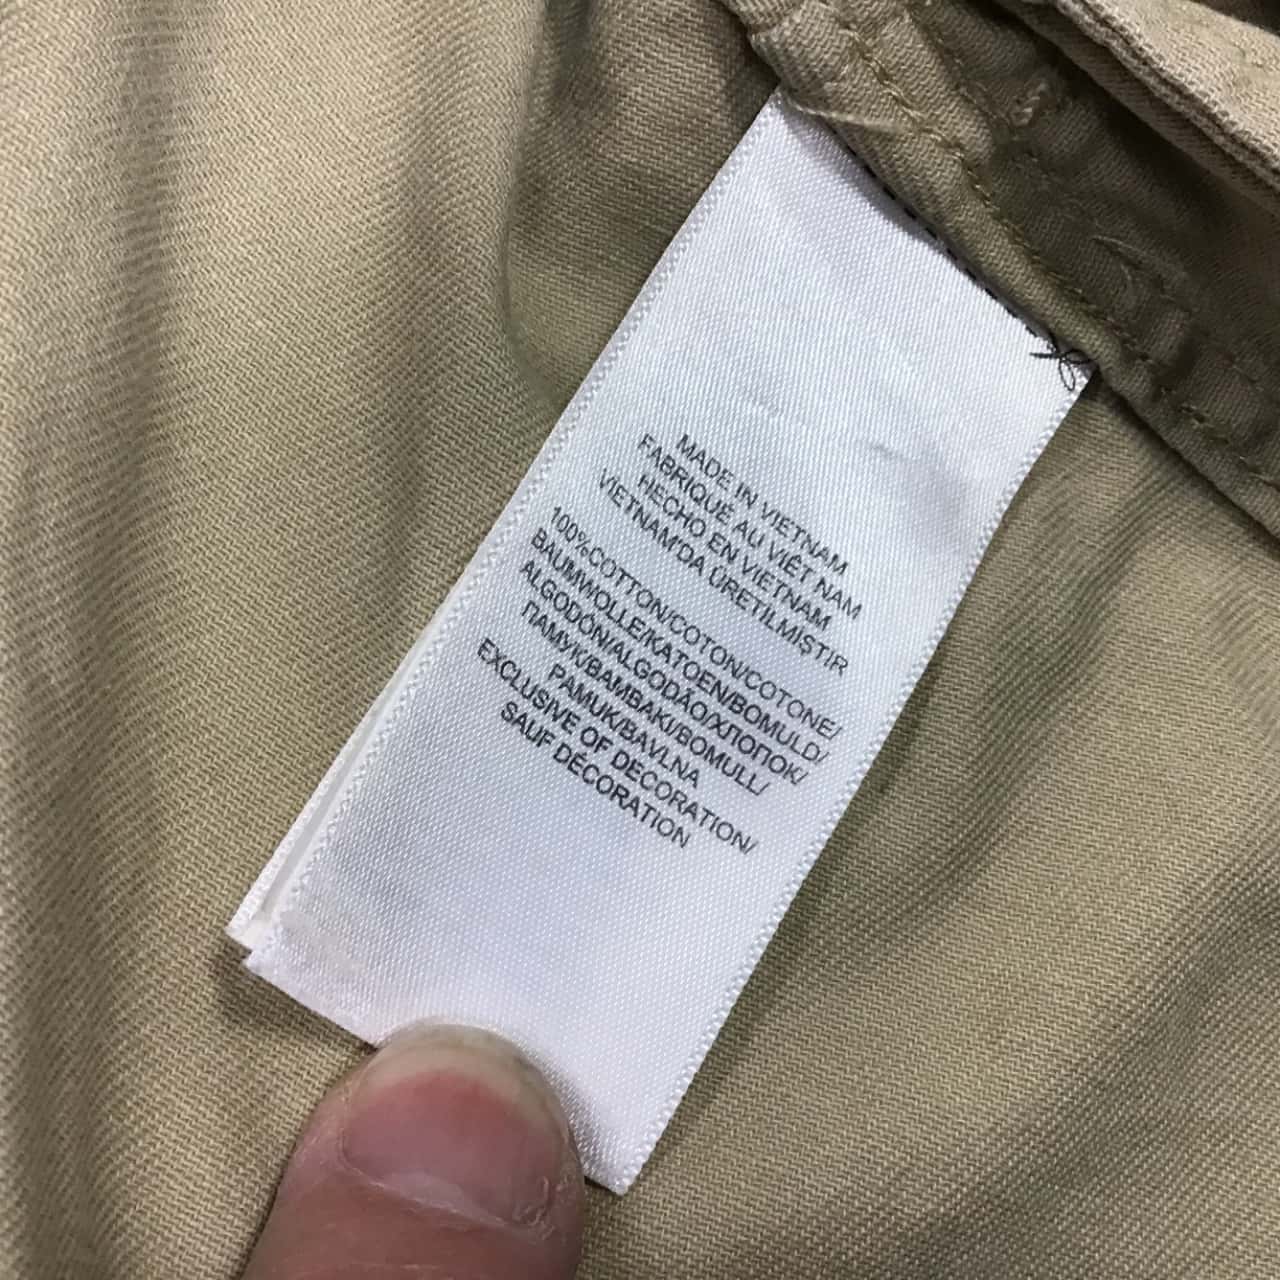 MADE IN VIETNAM
FABRIQUÉ AU VIÊT NAM
HECHO EN VIETNAM
VIETNAM'DA ÜRETILMIŞTIR
100%COTTON/COTON/COTONE/
BAUMWOLLE/KATOEN/BOMULD/
ALGODÓN/ALGODÃO/ХЛОПОК/
ПАМУК/BAMBAKI/BOMULL/
PAMUK/BAVLNA
EXCLUSIVE OF DECORATION/
SAUF DÉCORATION